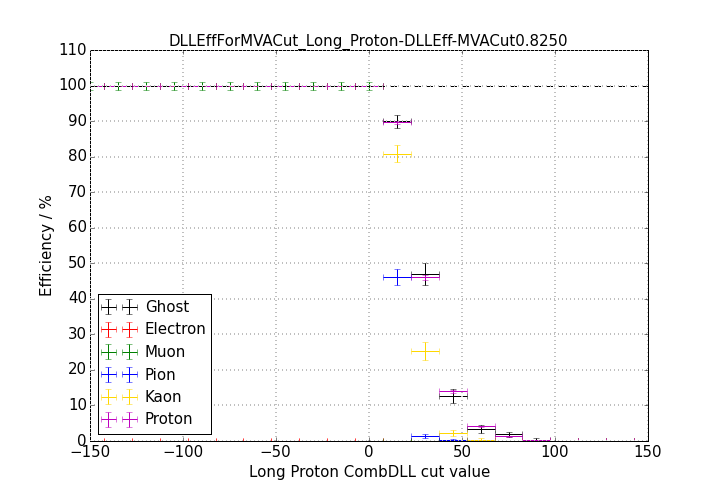 DLLEffForMVACut_Long_Proton-DLLEff-MVACut0.8250
110
100
90
80
70
60
50
40
30
20
10
0
Efficiency / %
Ghost
Electron
Muon
Pion
Kaon
Proton
−150 −100 −50 0 50 100 150
Long Proton CombDLL cut value